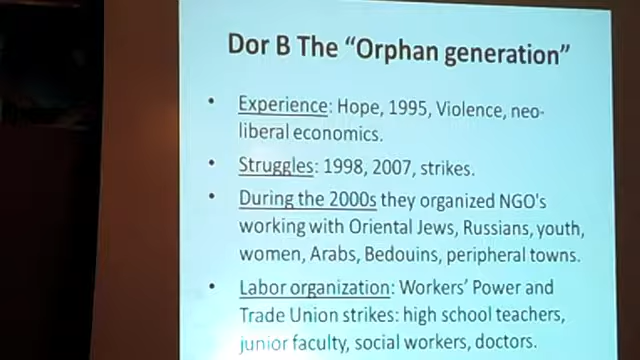 Dor B The “Orphan generation”
• Experience: Hope, 1995, Violence, neo-
liberal economics.
• Struggles: 1998, 2007, strikes.
• During the 2000s they organized NGO's
working with Oriental Jews, Russians, youth,
women, Arabs, Bedouins, peripheral towns.
• Labor organization: Workers’ Power and
Trade Union strikes: high school teachers,
junior faculty, social workers, doctors.